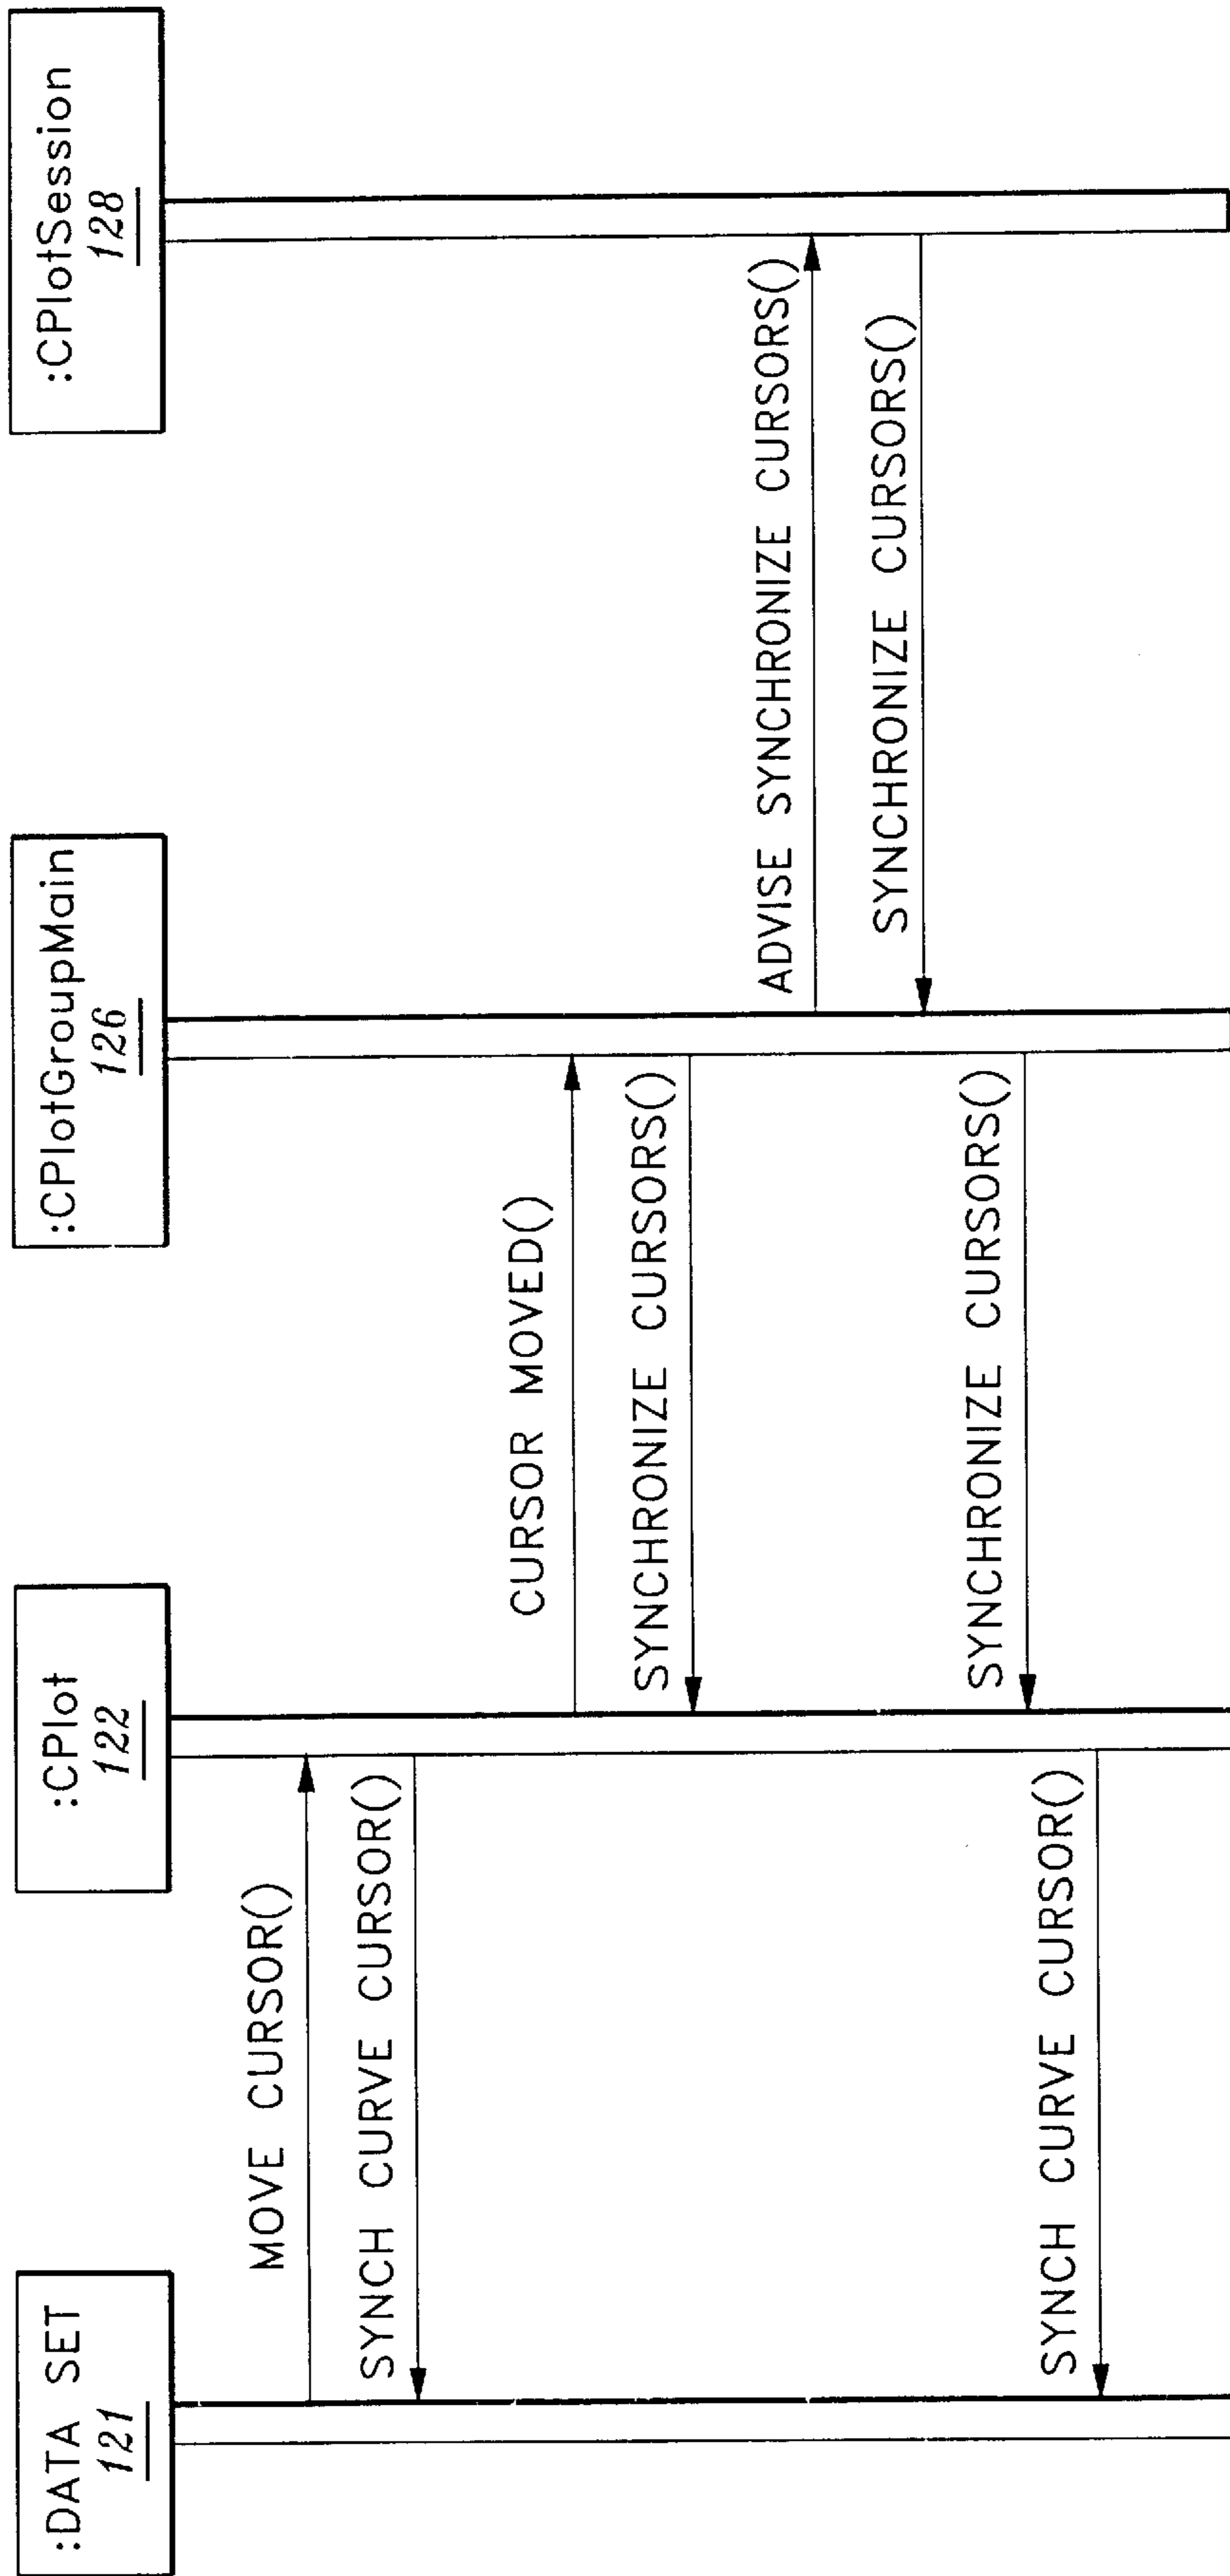 :DATA SET
121
:CPlot
122
:CPlotGroupMain
126
:CPlotSession
128
MOVE CURSOR()
SYNCH CURVE CURSOR()
CURSOR MOVED()
SYNCHRONIZE CURSORS()
ADVISE SYNCHRONIZE CURSORS()
SYNCHRONIZE CURSORS()
SYNCHRONIZE CURSORS()
SYNCH CURVE CURSOR()